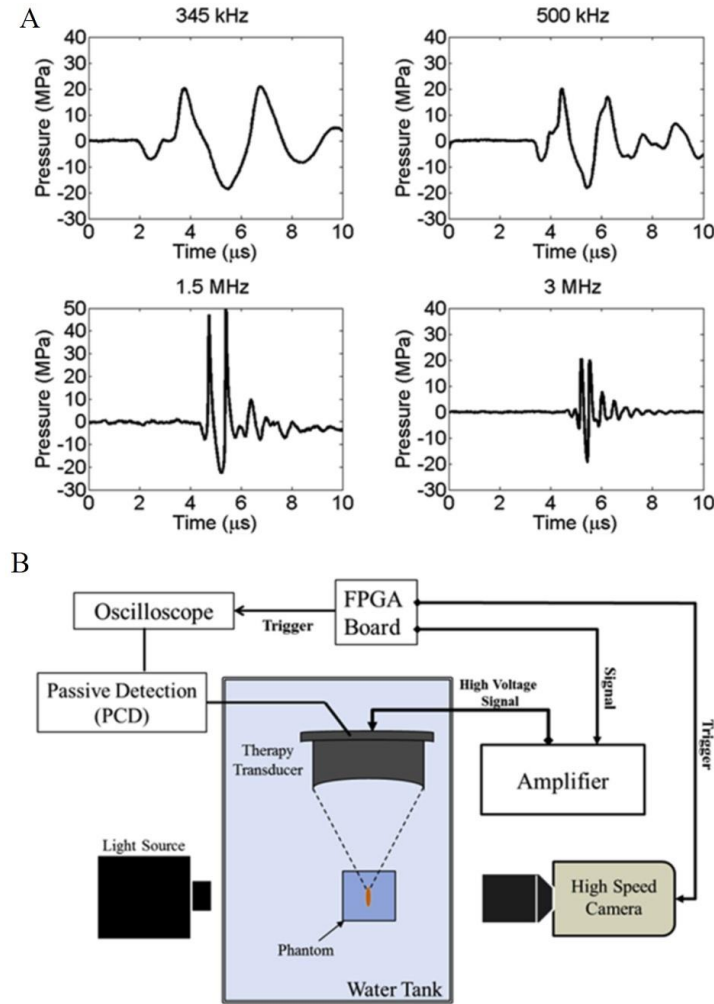 A
345 kHz
Pressure (MPa)
40
30
20
10
0
-10
-20
-30
0 2 4 6 8 10
Time (μs)
500 kHz
Pressure (MPa)
40
30
20
10
0
-10
-20
-30
0 2 4 6 8 10
Time (μs)
1.5 MHz
Pressure (MPa)
50
40
30
20
10
0
-10
-20
-30
0 2 4 6 8 10
Time (μs)
3 MHz
Pressure (MPa)
50
40
30
20
10
0
-10
-20
-30
0 2 4 6 8 10
Time (μs)
B
Oscilloscope
Trigger
FPGA
Board
Passive Detection
(PCD)
High Voltage
Signal
Signal
Trigger
Therapy
Transducer
Amplifier
Light Source
High Speed
Camera
Phantom
Water Tank